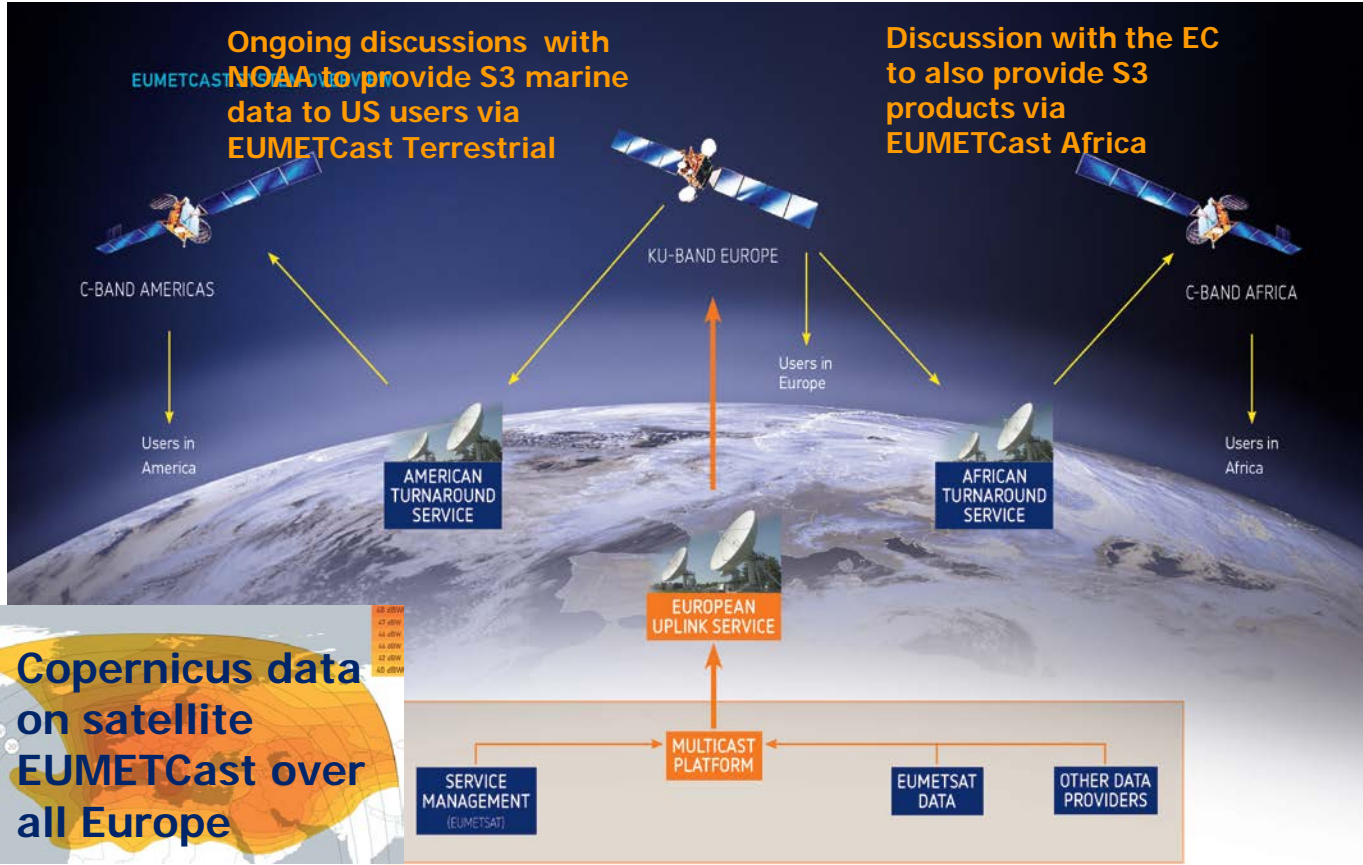 Ongoing discussions with
NOAA to provide S3 marine
data to US users via
EUMETCast Terrestrial
Discussion with the EC
to also provide S3
products via
EUMETCast Africa
EUMETCAST SYSTEM OVERVIEW
C-BAND AMERICAS
KU-BAND EUROPE
C-BAND AFRICA
Users in
America
Users in
Europe
Users in
Africa
AMERICAN
TURNAROUND
SERVICE
AFRICAN
TURNAROUND
SERVICE
EUROPEAN
UPLINK SERVICE
Copernicus data
on satellite
EUMETCast over
all Europe
MULTICAST
PLATFORM
SERVICE
MANAGEMENT
(EUMETSAT)
EUMETSAT
DATA
OTHER DATA
PROVIDERS